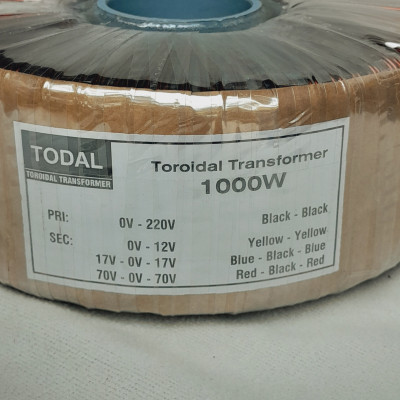 TODAL
TOROIDAL TRANSFORMER
Toroidal Transformer
1000W
PRI: 0V - 220V Black - Black
SEC: 0V - 12V Yellow - Yellow
17V - 0V - 17V Blue - Black - Blue
70V - 0V - 70V Red - Black - Red